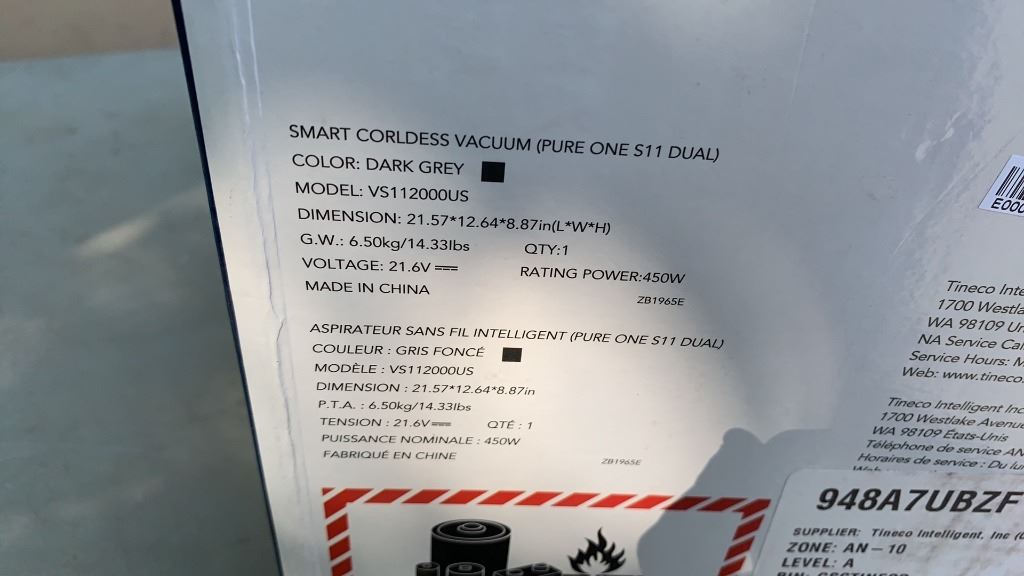 SMART CORLDESS VACUUM (PURE ONE S11 DUAL)
COLOR: DARK GREY
MODEL: VS112000US
DIMENSION: 21.57*12.64*8.87in(L*W*H)
G.W.: 6.50kg/14.33lbs QTY:1
VOLTAGE: 21.6V RATING POWER:450W
MADE IN CHINA
ZB1965E
ASPIRATEUR SANS FIL INTELLIGENT (PURE ONE S11 DUAL)
COULEUR : GRIS FONCÉ
MODÈLE : VS112000US
DIMENSION : 21.57*12.64*8.87in
P.T.A. : 6.50kg/14.33lbs
TENSION : 21.6V QTÉ : 1
PUISSANCE NOMINALE : 450W
FABRIQUÉ EN CHINE
ZB1965E
Tineco
1700
WA 98109
NA Service
Service Hours:
Web: www.tineco.
Tineco Intelligent Inc
1700 Westlake Avenue
WA 98109 États-Unis
Téléphone de service
Horaires de service : Du
948A7UBZF
SUPPLIER: Tineco Intelligent, Inc
ZONE: AN-10
LEVEL: A